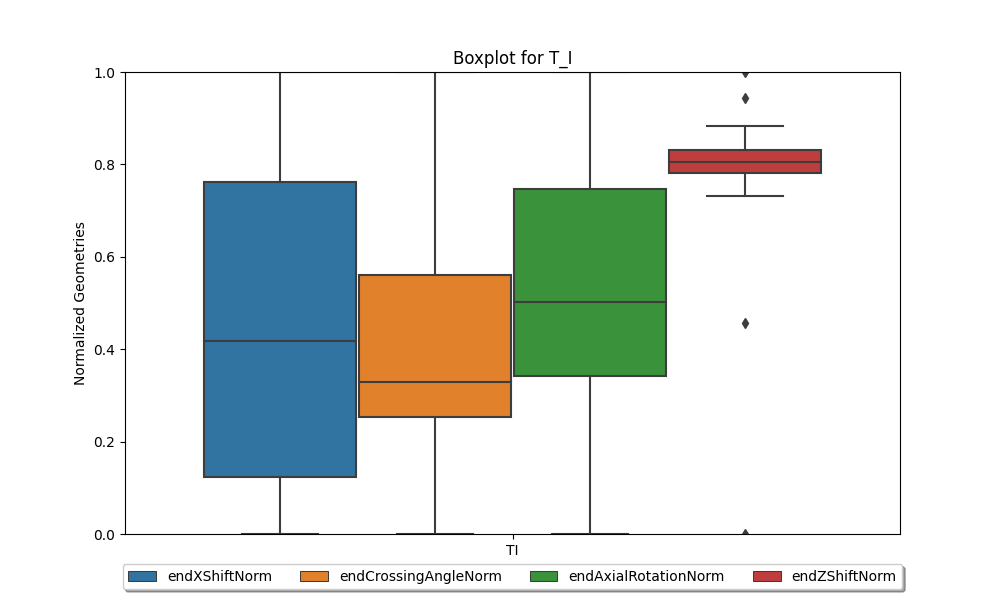 Boxplot for T_I
1.0
0.8
0.6
0.4
0.2
0.0
Normalized Geometries
TI
endXShiftNorm endCrossingAngleNorm endAxialRotationNorm endZShiftNorm